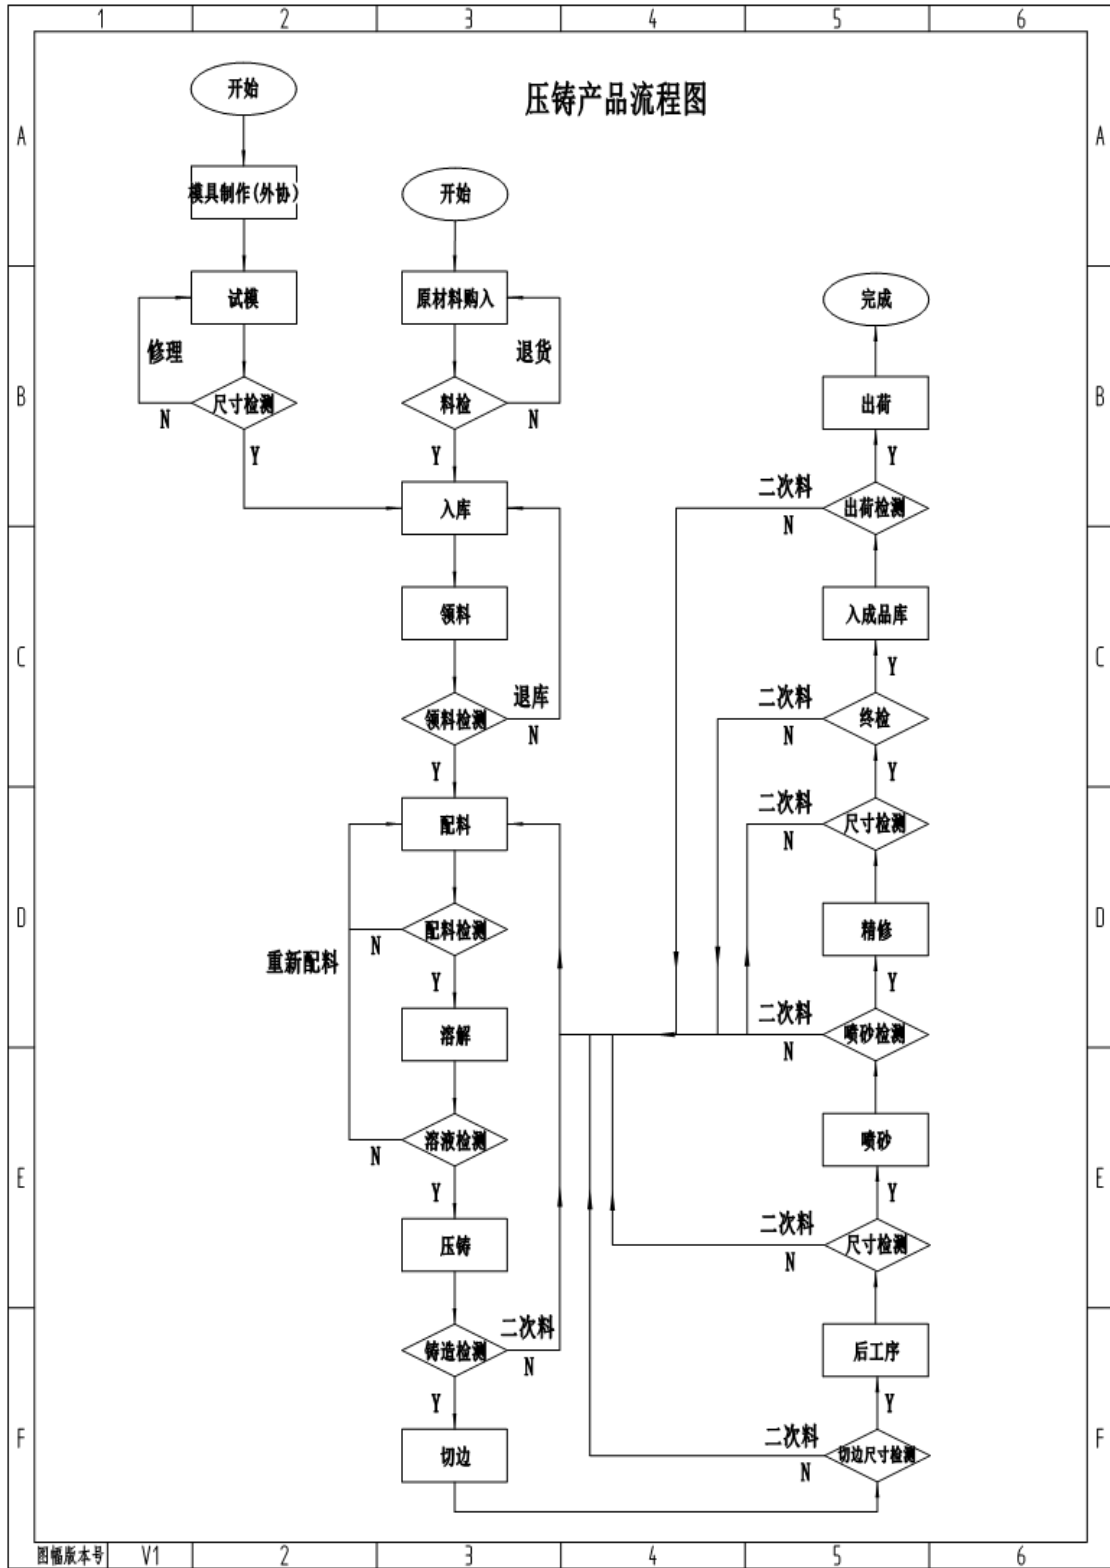 1 2 3 4 5 6
压铸产品流程图
A A
B B
C C
D D
E E
F F
开始
模具制作(外协)
试模
修理
尺寸检测
N
Y
开始
原材料购入
退货
料检
N
Y
入库
领料
退库
领料检测
N
Y
配料
配料检测
N
重新配料
Y
溶解
溶液检测
N
Y
压铸
二次料
铸造检测
N
Y
切边
完成
出荷
Y
二次料
出荷检测
N
入成品库
Y
二次料
终检
N
Y
二次料
尺寸检测
N
精修
Y
二次料
喷砂检测
N
喷砂
Y
二次料
尺寸检测
N
后工序
Y
二次料
切边尺寸检测
N
图幅版本号 V1 2 3 4 5 6